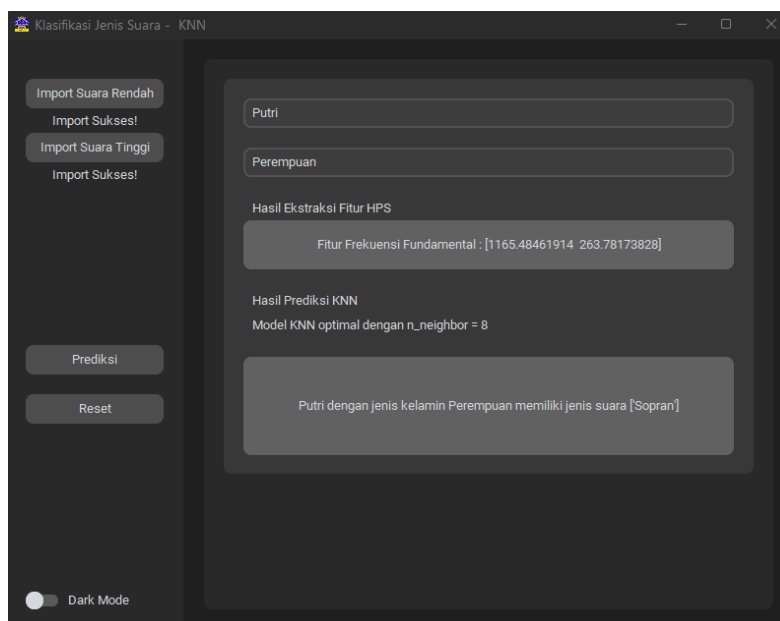 Klasifikasi Jenis Suara - KNN
Import Suara Rendah
Import Sukses!
Import Suara Tinggi
Import Sukses!
Prediksi
Reset
Dark Mode
Putri
Perempuan
Hasil Ekstraksi Fitur HPS
Fitur Frekuensi Fundamental : [1165.48461914 263.78173828]
Hasil Prediksi KNN
Model KNN optimal dengan n_neighbor = 8
Putri dengan jenis kelamin Perempuan memiliki jenis suara ['Sopran']